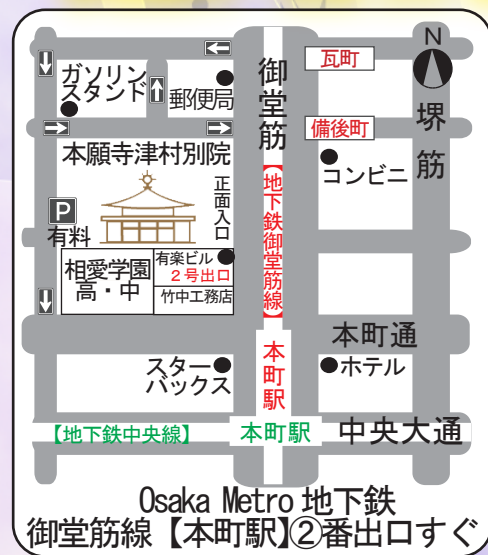 N
瓦町
ガソリン
スタンド
郵便局
御堂筋
備後町
堺筋
本願寺津村別院
コンビニ
正面入口
P
有料
【地下鉄御堂筋線】
相愛学園
高・中
有楽ビル
2号出口
竹中工務店
本町通
スター
バックス
本町駅
ホテル
【地下鉄中央線】
本町駅
中央大通
Osaka Metro 地下鉄
御堂筋線【本町駅】②番出口すぐ